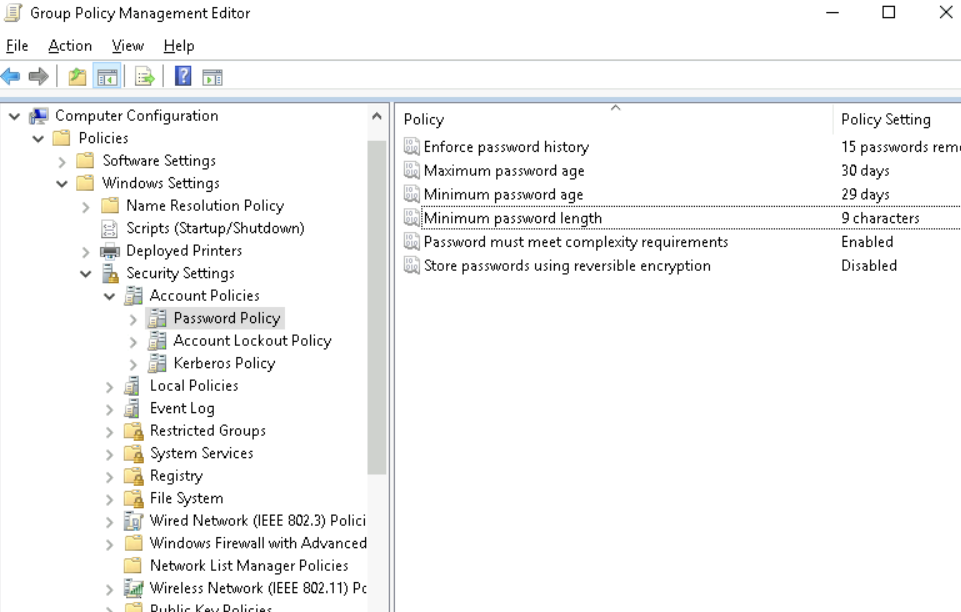 Group Policy Management Editor
File Action View Help
Computer Configuration
Policies
Software Settings
Windows Settings
Name Resolution Policy
Scripts (Startup/Shutdown)
Deployed Printers
Security Settings
Account Policies
Password Policy
Account Lockout Policy
Kerberos Policy
Local Policies
Event Log
Restricted Groups
System Services
Registry
File System
Wired Network (IEEE 802.3) Polici
Windows Firewall with Advanced
Network List Manager Policies
Wireless Network (IEEE 802.11) Pc
Public Key Policies
Policy Policy Setting
Enforce password history 15 passwords reme
Maximum password age 30 days
Minimum password age 29 days
Minimum password length 9 characters
Password must meet complexity requirements Enabled
Store passwords using reversible encryption Disabled